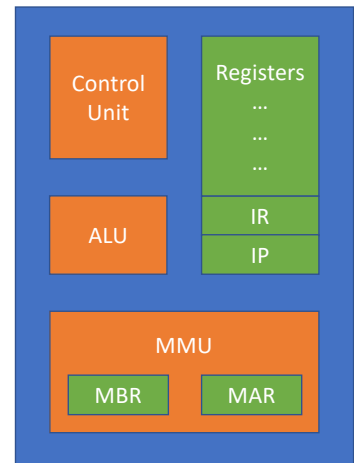 Control
Unit
Registers
...
...
...
ALU
IR
IP
MMU
MBR
MAR